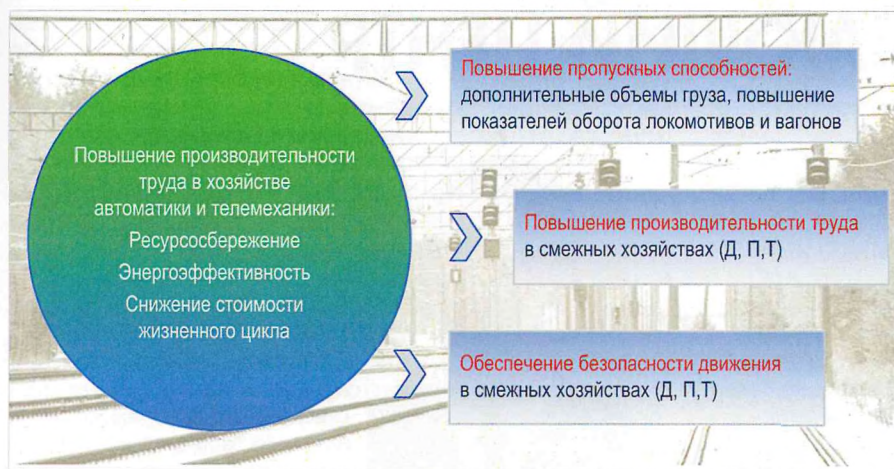 Повышение производительности
труда в хозяйстве
автоматики и телемеханики:
Ресурсосбережение
Энергоэффективность
Снижение стоимости
жизненного цикла
Повышение пропускных способностей:
дополнительные объемы груза, повышение
показателей оборота локомотивов и вагонов
Повышение производительности труда
в смежных хозяйствах (Д, П,Т)
Обеспечение безопасности движения
в смежных хозяйствах (Д, П,Т)